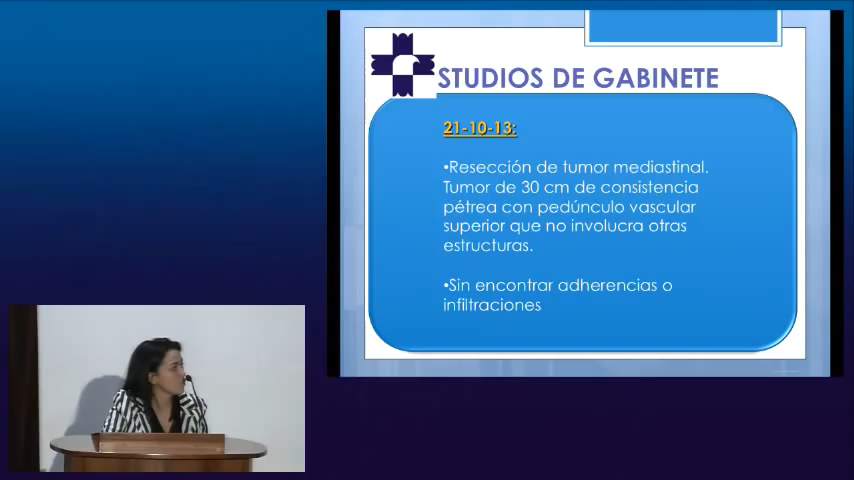 STUDIOS DE GABINETE
21-10-13:
•Resección de tumor mediastinal.
Tumor de 30 cm de consistencia
pétrea con pedúnculo vascular
superior que no involucra otras
estructuras.
•Sin encontrar adherencias o
infiltraciones